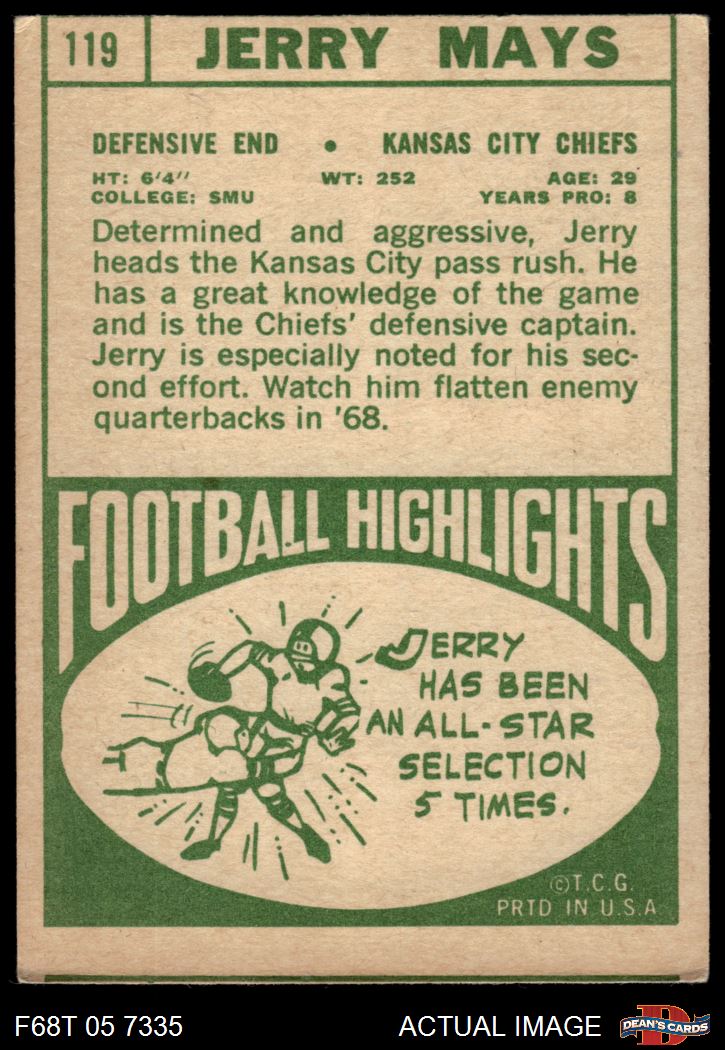 119 JERRY MAYS
DEFENSIVE END • KANSAS CITY CHIEFS
HT: 6'4" WT: 252 AGE: 29
COLLEGE: SMU YEARS PRO: 8
Determined and aggressive, Jerry
heads the Kansas City pass rush. He
has a great knowledge of the game
and is the Chiefs' defensive captain.
Jerry is especially noted for his sec-
ond effort. Watch him flatten enemy
quarterbacks in '68.
FOOTBALL HIGHLIGHTS
JERRY
HAS BEEN
AN ALL-STAR
SELECTION
5 TIMES.
©T.C.G.
PRTD IN U.S.A.
F68T 05 7335 ACTUAL IMAGE D DEAN'S CARDS